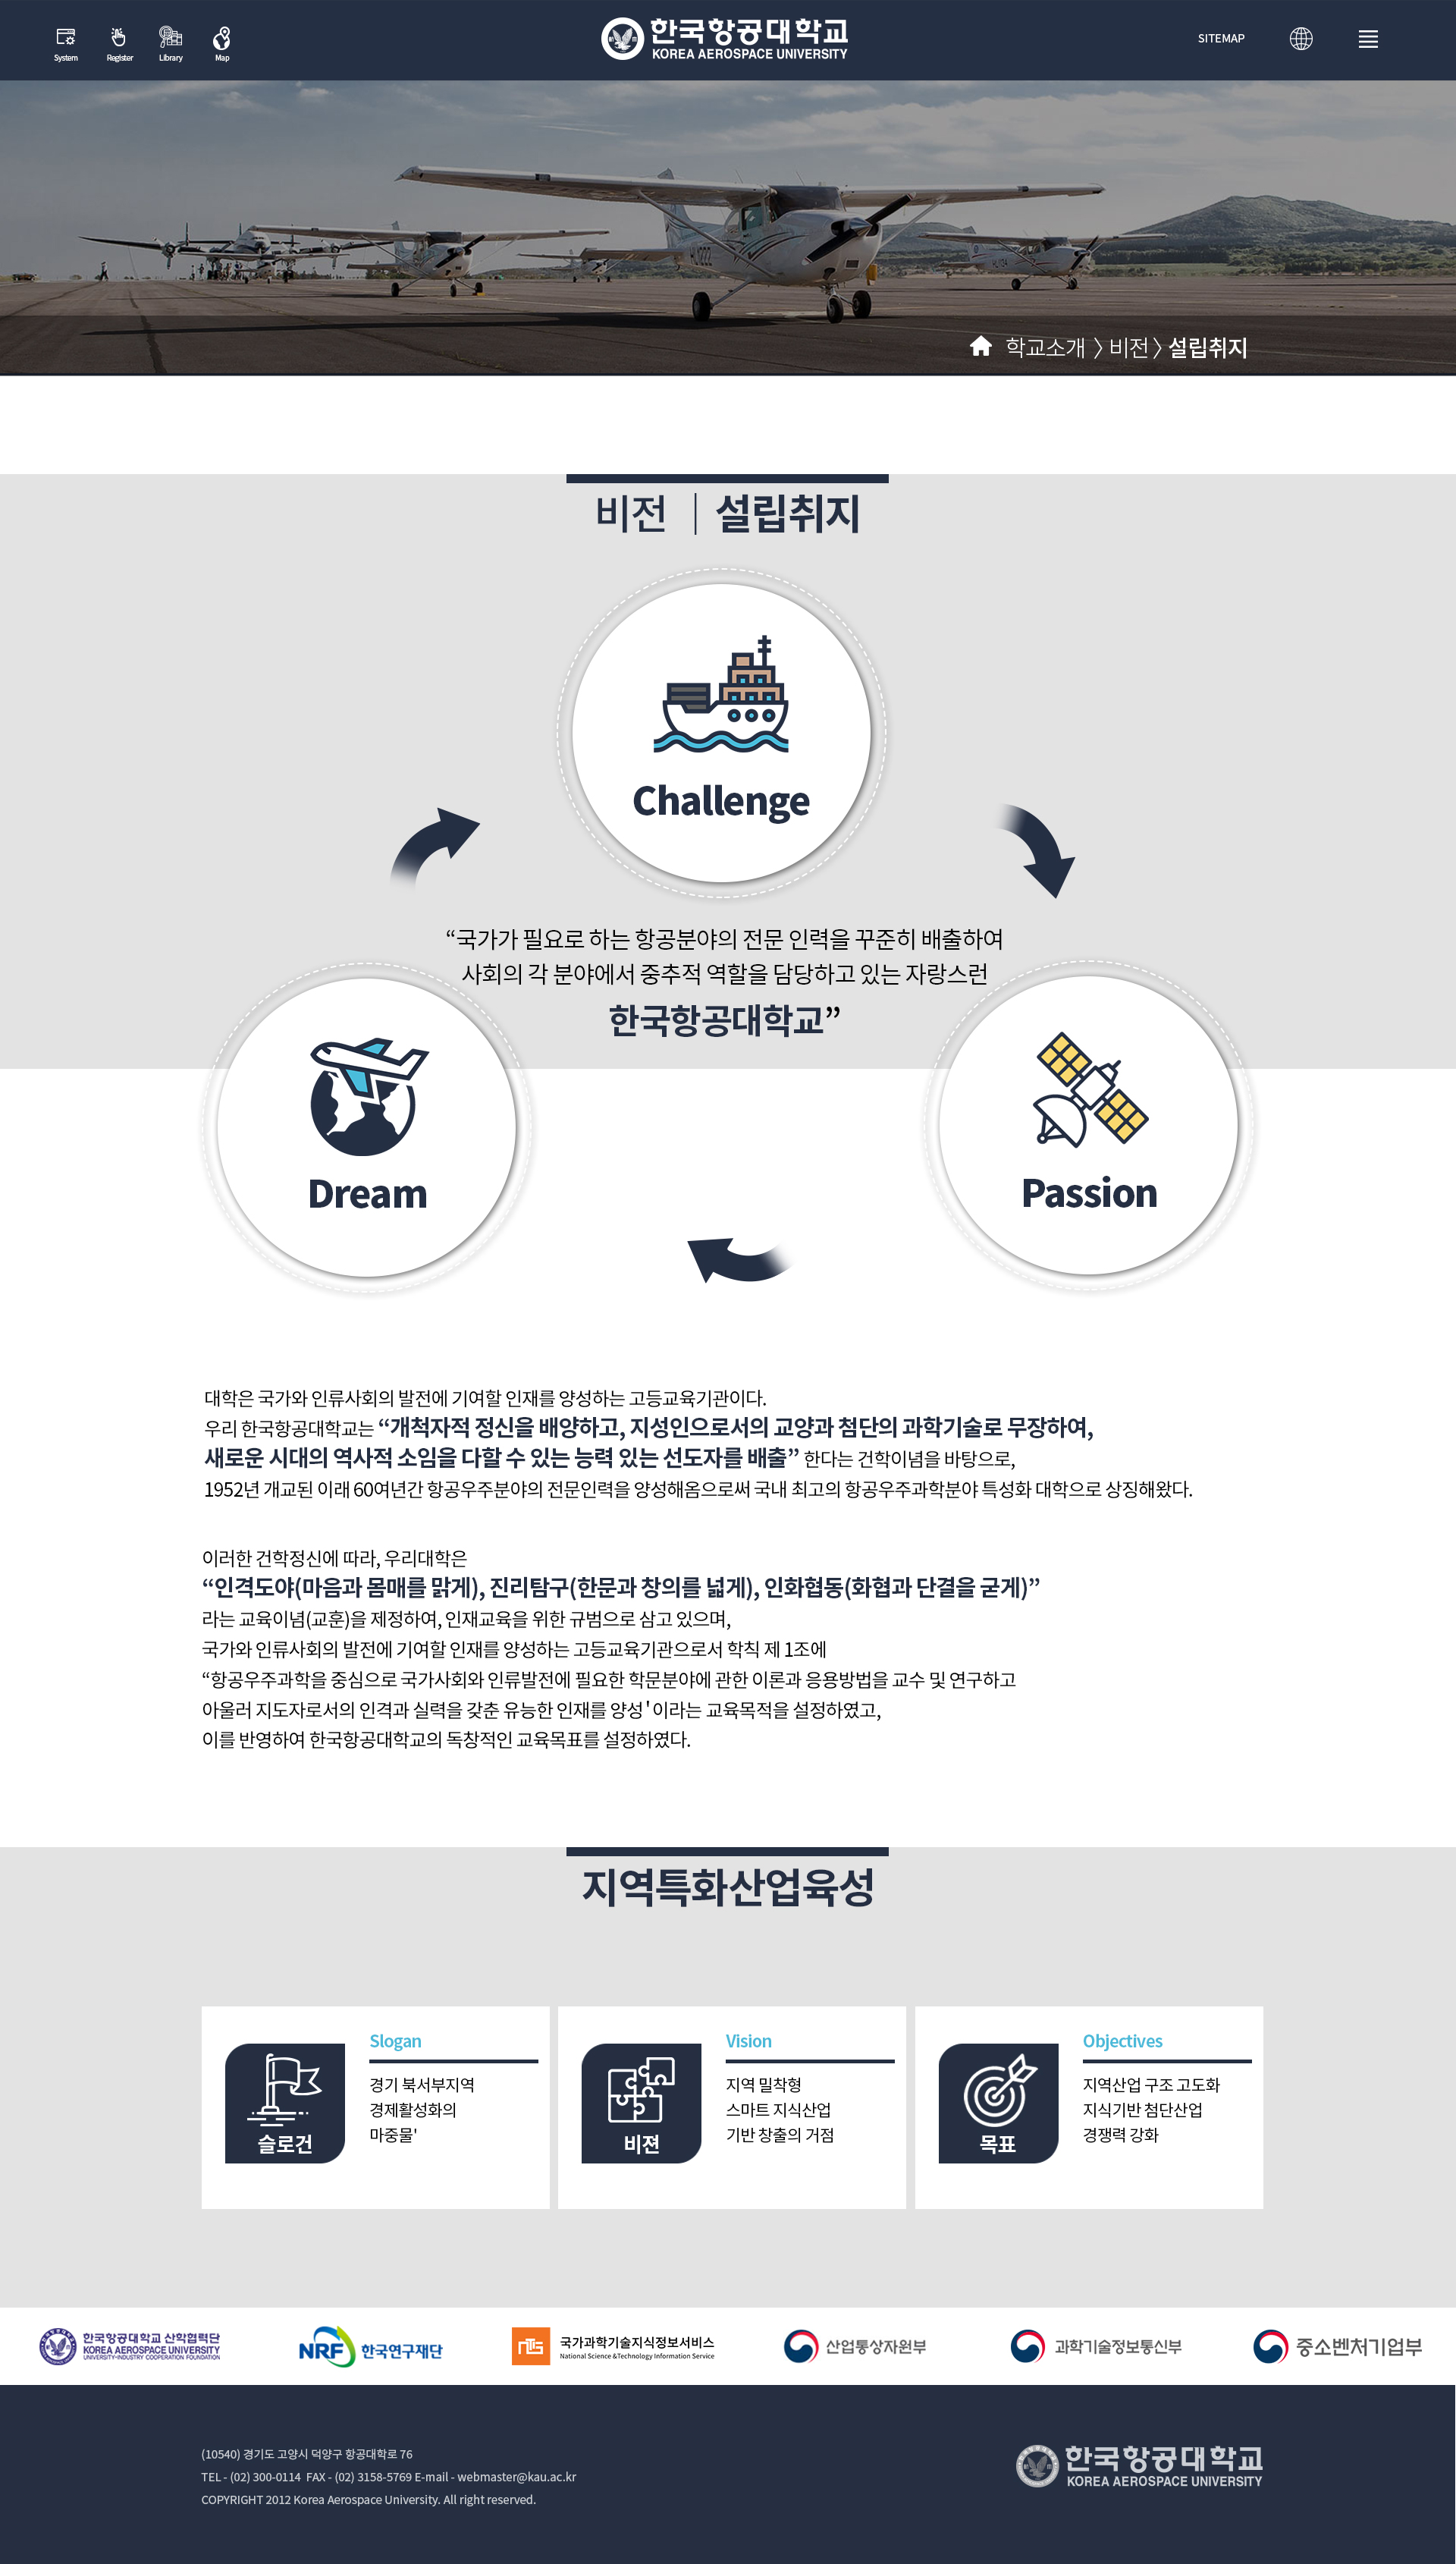 System Register Library Map
한국항공대학교
KOREA AEROSPACE UNIVERSITY
SITEMAP
학교소개 〉비전〉설립취지
비전 | 설립취지
Challenge
“국가가 필요로 하는 항공분야의 전문 인력을 꾸준히 배출하여
사회의 각 분야에서 중추적 역할을 담당하고 있는 자랑스런
한국항공대학교”
Dream
Passion
대학은 국가와 인류사회의 발전에 기여할 인재를 양성하는 고등교육기관이다.
우리 한국항공대학교는 “개척자적 정신을 배양하고, 지성인으로서의 교양과 첨단의 과학기술로 무장하여,
새로운 시대의 역사적 소임을 다할 수 있는 능력 있는 선도자를 배출” 한다는 건학이념을 바탕으로,
1952년 개교된 이래 60여년간 항공우주분야의 전문인력을 양성해옴으로써 국내 최고의 항공우주과학분야 특성화 대학으로 상징해왔다.
이러한 건학정신에 따라, 우리대학은
“인격도야(마음과 몸매를 맑게), 진리탐구(한문과 창의를 넓게), 인화협동(화협과 단결을 굳게)”
라는 교육이념(교훈)을 제정하여, 인재교육을 위한 규범으로 삼고 있으며,
국가와 인류사회의 발전에 기여할 인재를 양성하는 고등교육기관으로서 학칙 제 1조에
“항공우주과학을 중심으로 국가사회와 인류발전에 필요한 학문분야에 관한 이론과 응용방법을 교수 및 연구하고
아울러 지도자로서의 인격과 실력을 갖춘 유능한 인재를 양성 ' 이라는 교육목적을 설정하였고,
이를 반영하여 한국항공대학교의 독창적인 교육목표를 설정하였다.
지역특화산업육성
슬로건
Slogan
경기 북서부지역
경제활성화의
마중물'
비젼
Vision
지역 밀착형
스마트 지식산업
기반 창출의 거점
목표
Objectives
지역산업 구조 고도화
지식기반 첨단산업
경쟁력 강화
한국항공대학교 산학협력단
KOREA AEROSPACE UNIVERSITY
UNIVERSITY-INDUSTRY COOPERATION FOUNDATION
NRF 한국연구재단
NTIS
국가과학기술지식정보서비스
National Science &Technology Information Service
산업통상자원부
과학기술정보통신부
중소벤처기업부
(10540) 경기도 고양시 덕양구 항공대학로 76
TEL - (02) 300-0114 FAX - (02) 3158-5769 E-mail - webmaster@kau.ac.kr
COPYRIGHT 2012 Korea Aerospace University. All right reserved.
한국항공대학교
KOREA AEROSPACE UNIVERSITY